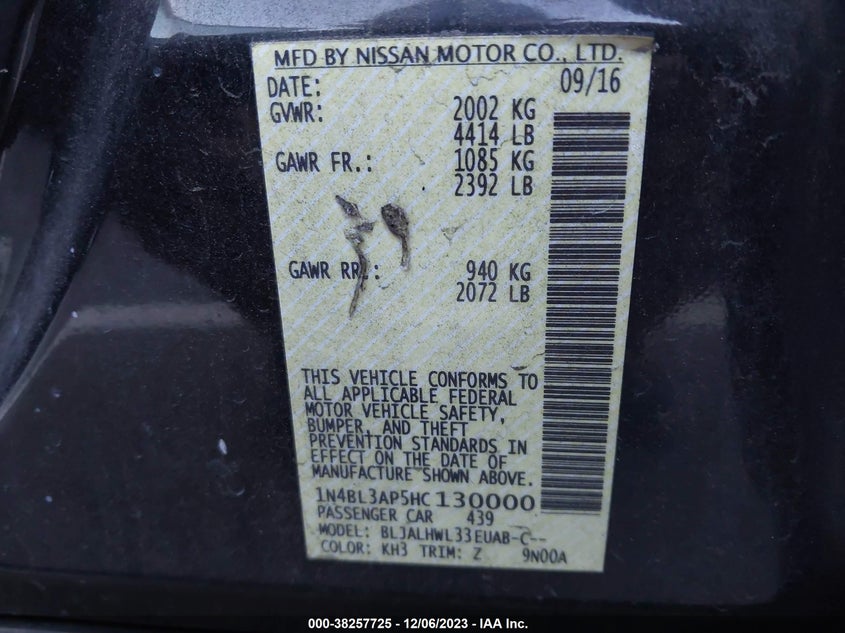 MFD BY NISSAN MOTOR CO., LTD.
DATE: 09/16
GVWR: 2002 KG
4414 LB
GAWR FR.: 1085 KG
2392 LB
GAWR RR.: 940 KG
2072 LB
THIS VEHICLE CONFORMS TO
ALL APPLICABLE FEDERAL
MOTOR VEHICLE SAFETY,
BUMPER, AND THEFT
PREVENTION STANDARDS IN
EFFECT ON THE DATE OF
MANUFACTURE SHOWN ABOVE.
1N4BL3AP5HC130000
PASSENGER CAR 439
MODEL: BLJALHWL33EUAB-C--
COLOR: KH3 TRIM: Z 9N00A
000-38257725 - 12/06/2023 - IAA Inc.